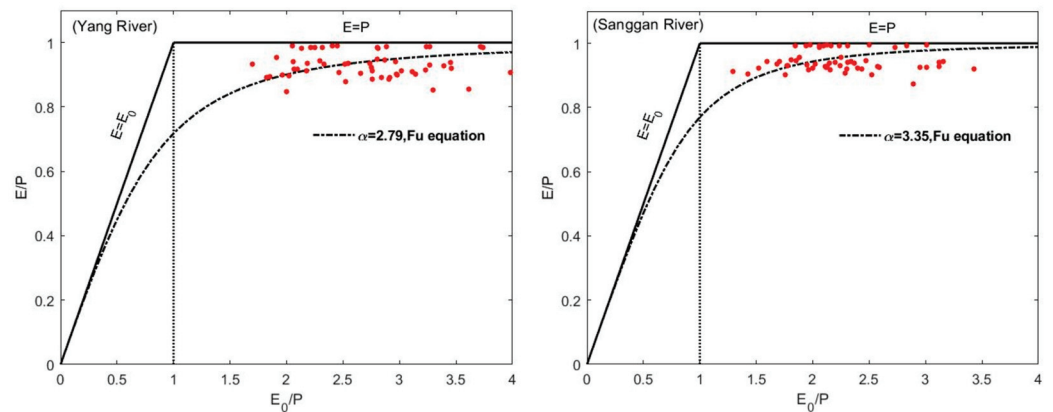 (Yang River)
E=P
E=E0
α=2.79,Fu equation
E/P
1
0.8
0.6
0.4
0.2
0
0
0.5
1
1.5
2
2.5
3
3.5
4
E0/P
(Sanggan River)
E=P
E=E0
α=3.35,Fu equation
E/P
1
0.8
0.6
0.4
0.2
0
0
0.5
1
1.5
2
2.5
3
3.5
4
E0/P